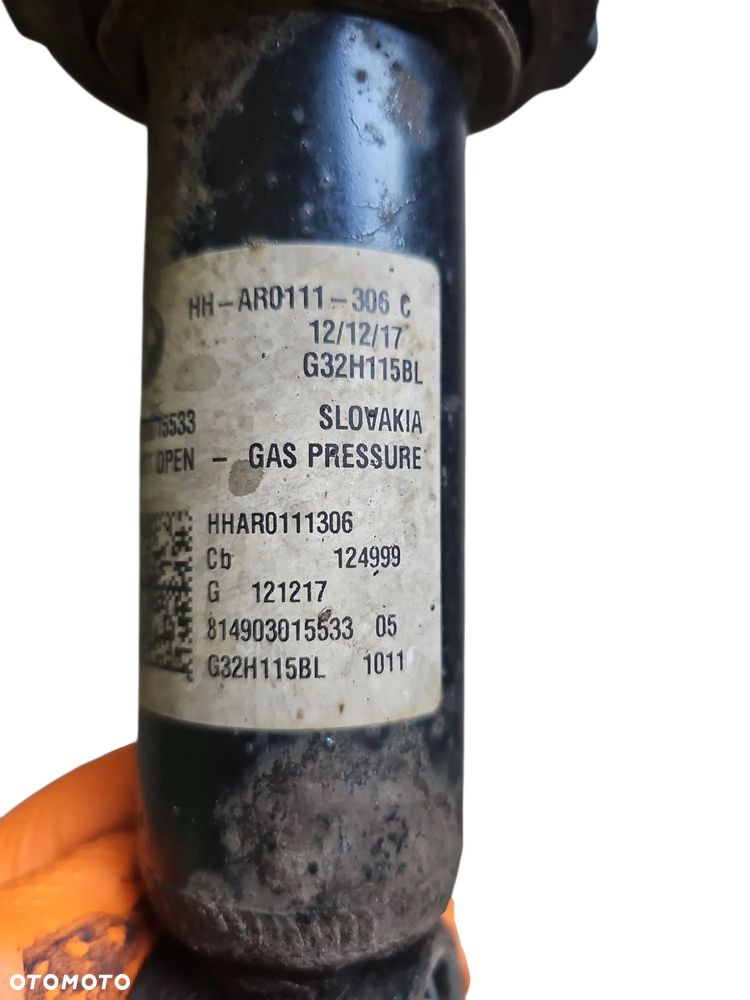 HH-AR0111-306 C
12/12/17
G32H115BL
SLOVAKIA
OPEN - GAS PRESSURE
HHAR0111306
Cb 124999
G 121217
814903015533 05
G32H115BL 1011
OTOMOTO